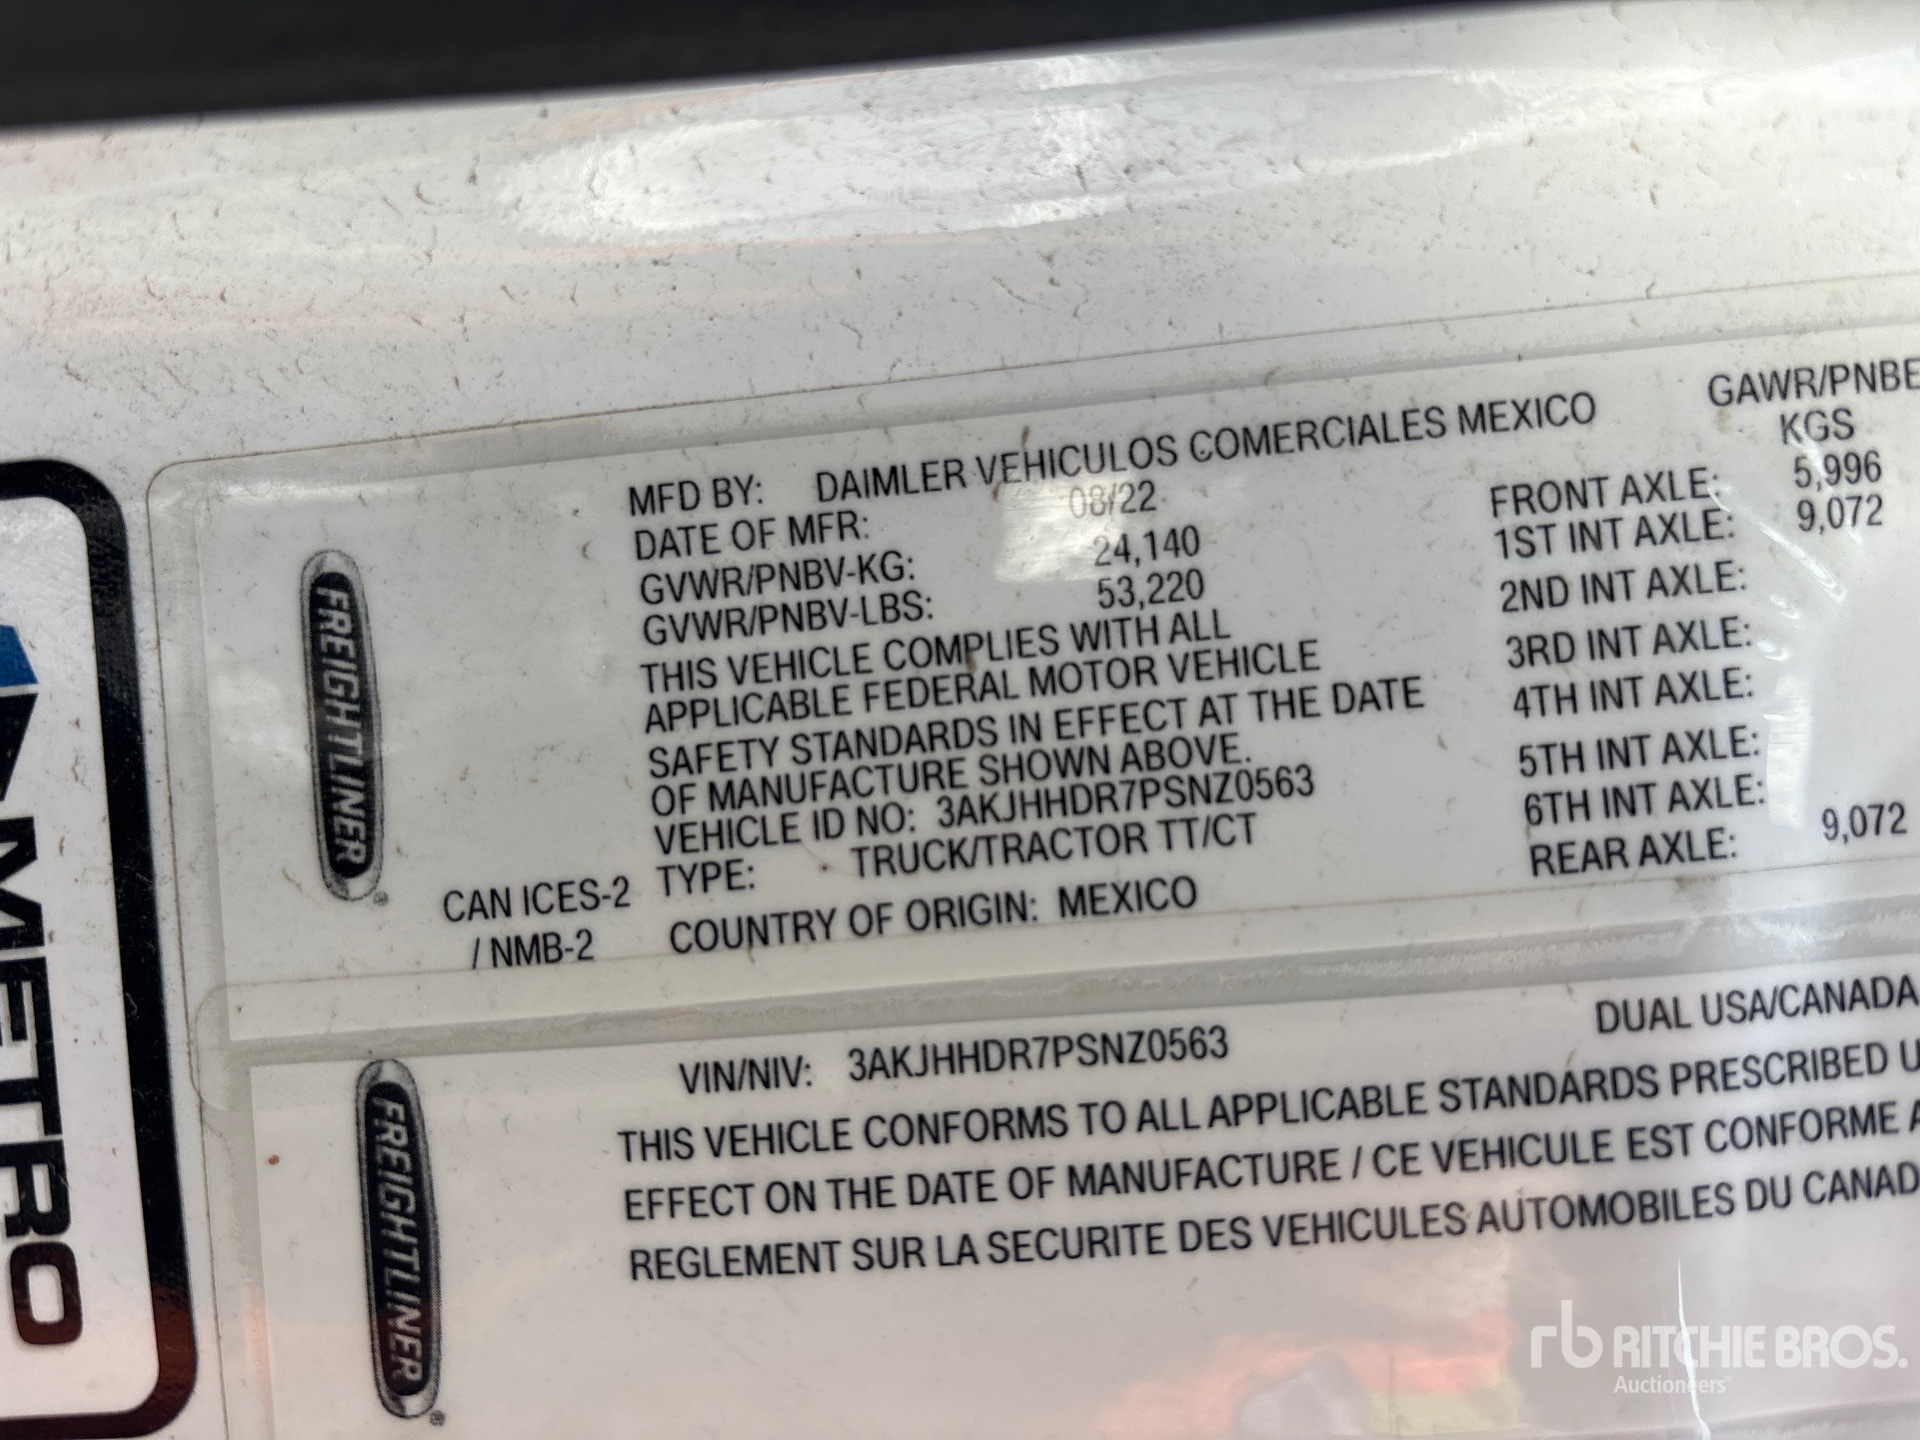 MFD BY: DAIMLER VEHICULOS COMERCIALES MEXICO
DATE OF MFR: 08/22
GVWR/PNBV-KG: 24,140
GVWR/PNBV-LBS: 53,220
THIS VEHICLE COMPLIES WITH ALL
APPLICABLE FEDERAL MOTOR VEHICLE
SAFETY STANDARDS IN EFFECT AT THE DATE
OF MANUFACTURE SHOWN ABOVE.
VEHICLE ID NO: 3AKJHHDR7PSNZ0563
TYPE: TRUCK/TRACTOR TT/CT
COUNTRY OF ORIGIN: MEXICO
CAN ICES-2
/ NMB-2
GAWR/PNBE
KGS
FRONT AXLE: 5,996
1ST INT AXLE: 9,072
2ND INT AXLE:
3RD INT AXLE:
4TH INT AXLE:
5TH INT AXLE:
6TH INT AXLE:
REAR AXLE: 9,072
FREIGHTLINER
METRO
VIN/NIV: 3AKJHHDR7PSNZ0563
DUAL USA/CANADA
THIS VEHICLE CONFORMS TO ALL APPLICABLE STANDARDS PRESCRIBED U
EFFECT ON THE DATE OF MANUFACTURE / CE VEHICULE EST CONFORME A
REGLEMENT SUR LA SECURITE DES VEHICULES AUTOMOBILES DU CANAD
FREIGHTLINER
rb RITCHIE BROS.
Auctioneers